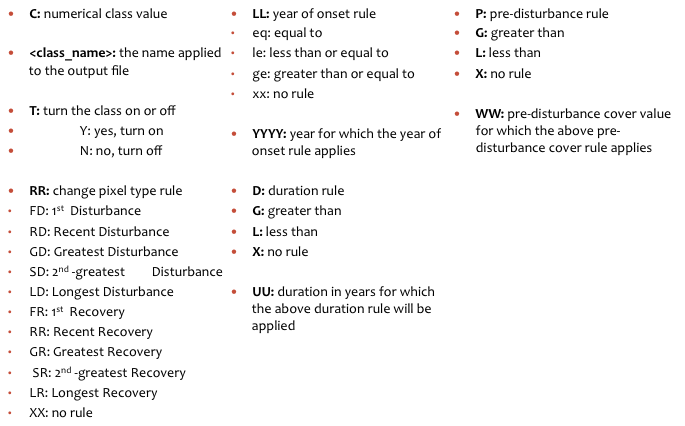 • C: numerical class value
• <class_name>: the name applied
to the output file
• T: turn the class on or off
• Y: yes, turn on
• N: no, turn off
• RR: change pixel type rule
• FD: 1st Disturbance
• RD: Recent Disturbance
• GD: Greatest Disturbance
• SD: 2nd -greatest Disturbance
• LD: Longest Disturbance
• FR: 1st Recovery
• RR: Recent Recovery
• GR: Greatest Recovery
• SR: 2nd -greatest Recovery
• LR: Longest Recovery
• XX: no rule
• LL: year of onset rule
• eq: equal to
• le: less than or equal to
• ge: greater than or equal to
• xx: no rule
• YYYY: year for which the year of
onset rule applies
• D: duration rule
• G: greater than
• L: less than
• X: no rule
• UU: duration in years for which
the above duration rule will be
applied
• P: pre-disturbance rule
• G: greater than
• L: less than
• X: no rule
• WW: pre-disturbance cover value
for which the above pre-
disturbance cover rule applies